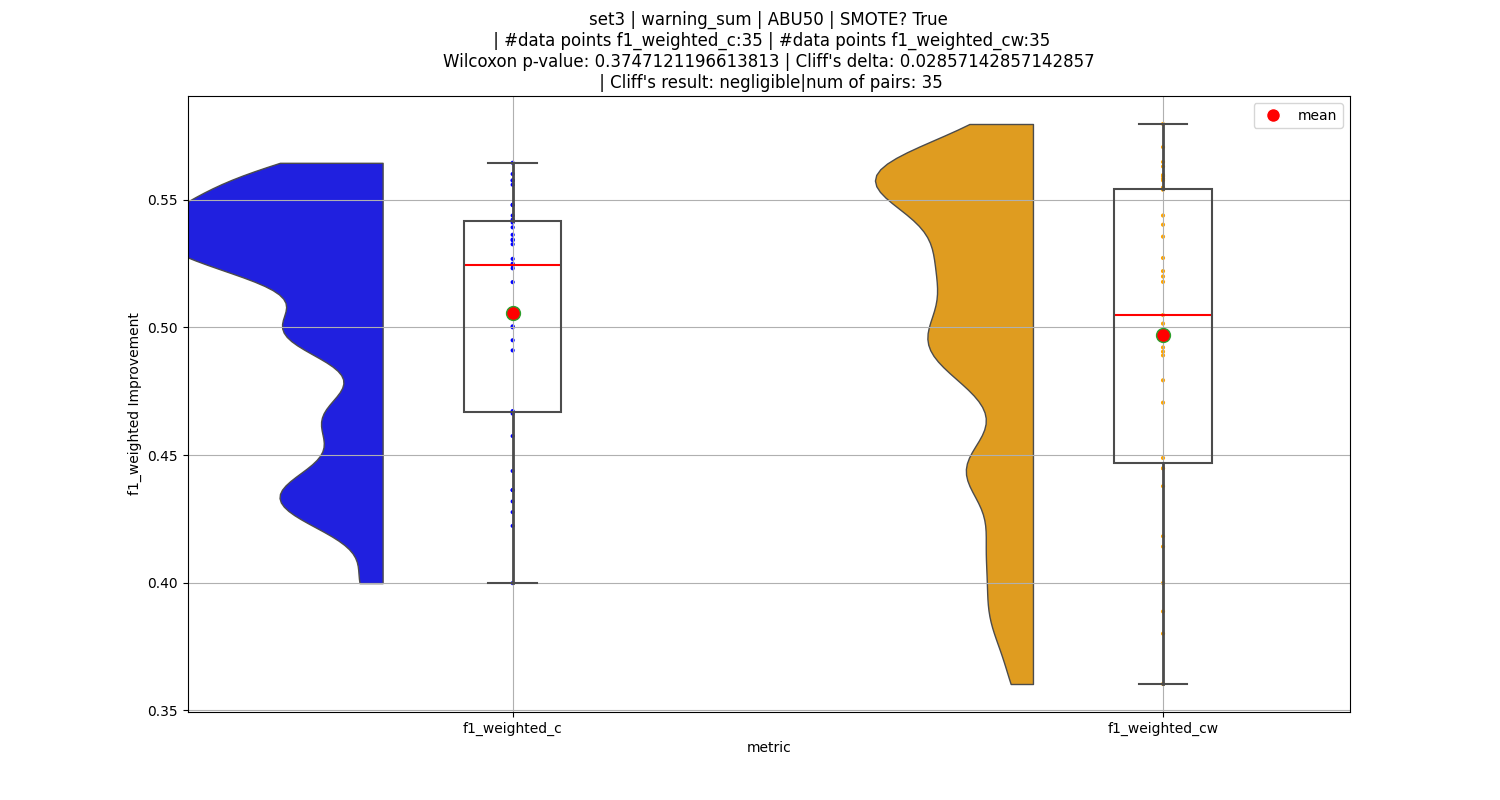 set3 | warning_sum | ABU50 | SMOTE? True
| #data points f1_weighted_c:35 | #data points f1_weighted_cw:35
Wilcoxon p-value: 0.3747121196613813 | Cliff's delta: 0.02857142857142857
| Cliff's result: negligible|num of pairs: 35
mean
0.55
0.50
0.45
0.40
0.35
f1_weighted Improvement
f1_weighted_c
f1_weighted_cw
metric